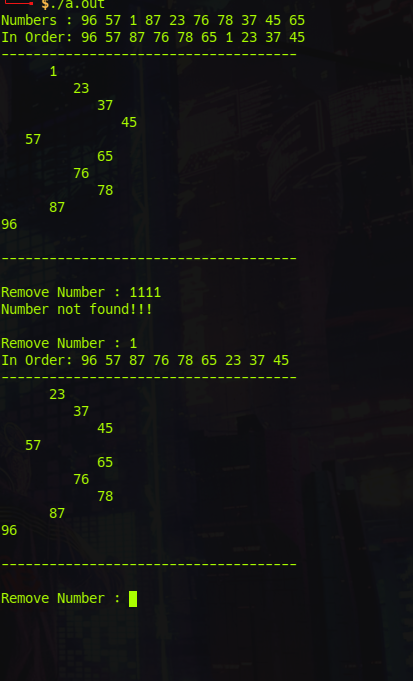 $./a.out
Numbers : 96 57 1 87 23 76 78 37 45 65
In Order: 96 57 87 76 78 65 1 23 37 45
-------------------------------------
1
23
37
45
57
65
76
78
87
96
-------------------------------------
Remove Number : 1111
Number not found!!!
Remove Number : 1
In Order: 96 57 87 76 78 65 23 37 45
-------------------------------------
23
37
45
57
65
76
78
87
96
-------------------------------------
Remove Number :